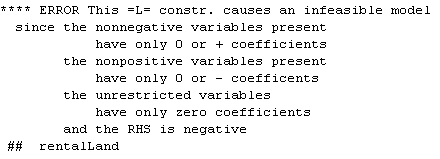 **** ERROR This =L= constr. causes an infeasible model
since the nonnegative variables present
have only 0 or + coefficients
the nonpositive variables present
have only 0 or - coefficents
the unrestricted variables
have only zero coefficients
and the RHS is negative
## rentalLand